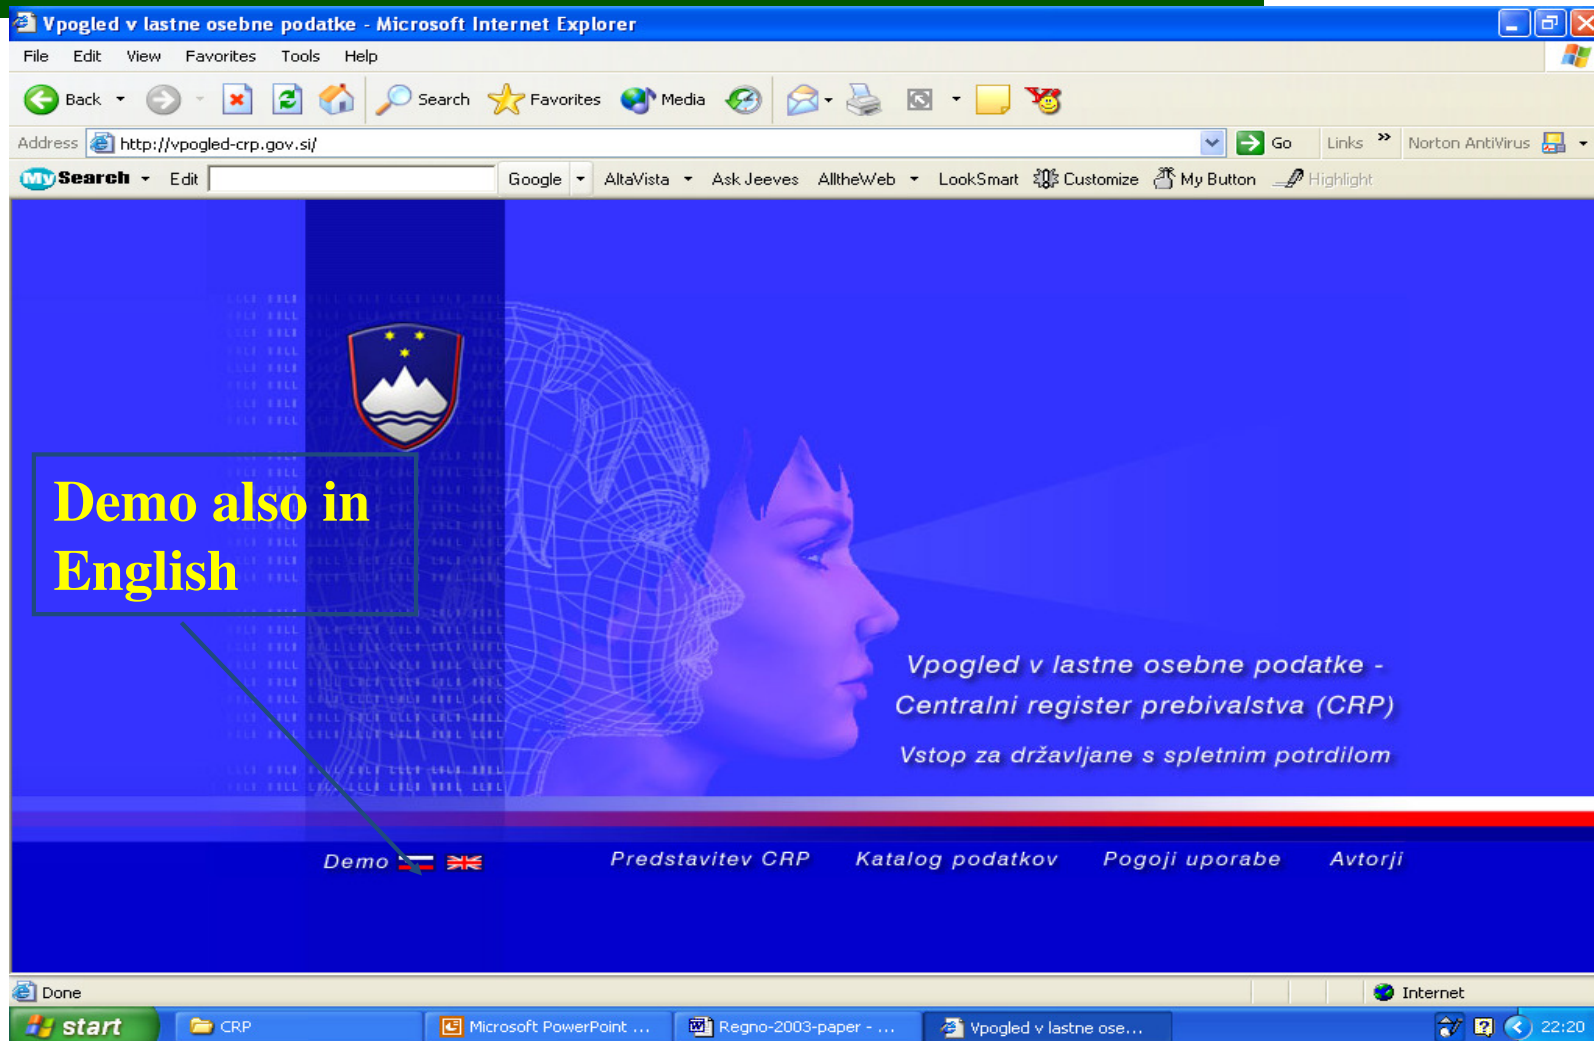 Vpogled v lastne osebne podatke - Microsoft Internet Explorer
File Edit View Favorites Tools Help
Back Search Favorites Media
Address http://vpogled-crp.gov.si/ Go Links » Norton AntiVirus
My Search Edit Google AltaVista Ask Jeeves AlltheWeb LookSmart Customize My Button Highlight
Demo also in
English
Vpogled v lastne osebne podatke -
Centralni register prebivalstva (CRP)
Vstop za državljane s spletnim potrdilom
Demo Predstavitev CRP Katalog podatkov Pogoji uporabe Avtorji
Done Internet
start CRP Microsoft PowerPoint ... Regno-2003-paper - ... Vpogled v lastne ose... 22:20